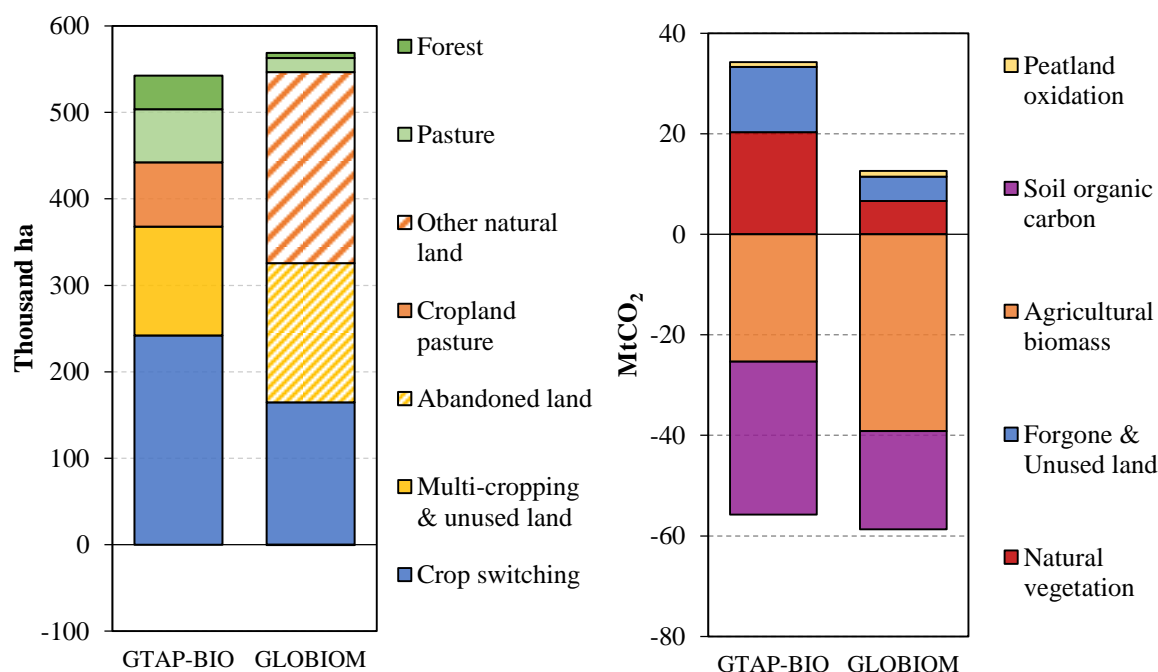 600
500
400
300
200
100
0
-100
Thousand ha
GTAP-BIO GLOBIOM
Forest
Pasture
Other natural
land
Cropland
pasture
Abandoned land
Multi-cropping
& unused land
Crop switching
40
20
0
-20
-40
-60
-80
MtCO₂
GTAP-BIO GLOBIOM
Peatland
oxidation
Soil organic
carbon
Agricultural
biomass
Forgone &
Unused land
Natural
vegetation